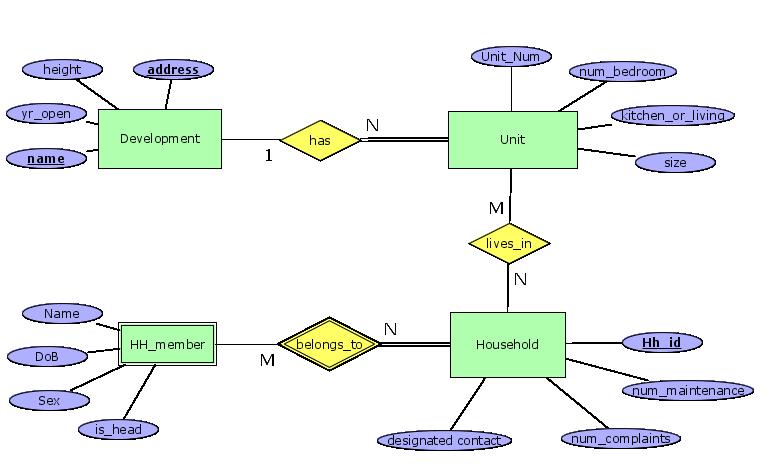 Unit_Num
height
address
num_bedroom
yr_open
kitchen_or_living
Development
has
N
Unit
1
name
size
M
lives_in
N
Name
N
HH_member
belongs_to
Household
Hh_id
DoB
M
num_maintenance
Sex
is_head
designated contact
num_complaints